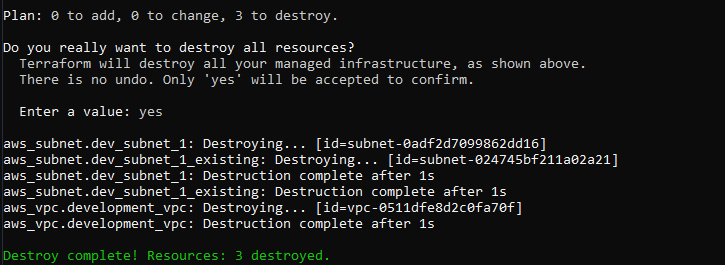 Plan: 0 to add, 0 to change, 3 to destroy.
Do you really want to destroy all resources?
Terraform will destroy all your managed infrastructure, as shown above.
There is no undo. Only 'yes' will be accepted to confirm.
Enter a value: yes
aws_subnet.dev_subnet_1: Destroying... [id=subnet-0adf2d7099862dd16]
aws_subnet.dev_subnet_1_existing: Destroying... [id=subnet-024745bf211a02a21]
aws_subnet.dev_subnet_1: Destruction complete after 1s
aws_subnet.dev_subnet_1_existing: Destruction complete after 1s
aws_vpc.development_vpc: Destroying... [id=vpc-0511dfe8d2c0fa70f]
aws_vpc.development_vpc: Destruction complete after 1s
Destroy complete! Resources: 3 destroyed.